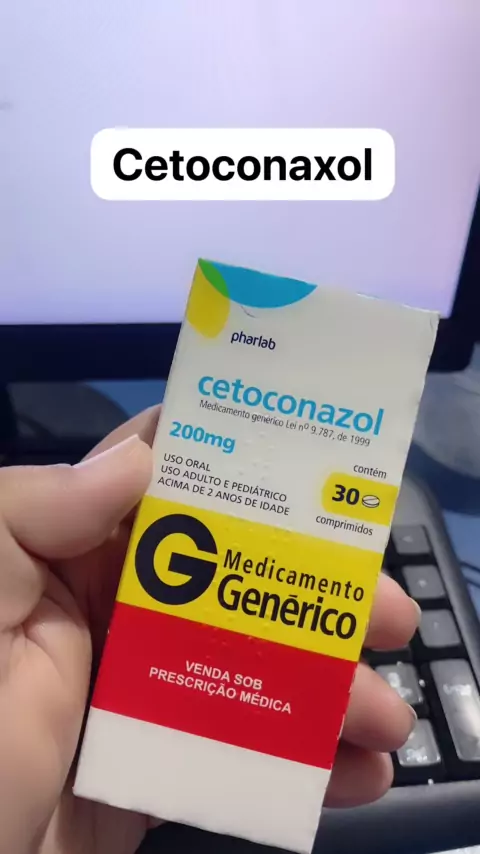 Cetoconaxol
pharlab
cetoconazol
Medicamento genérico Lei nº 9.787, de 1999
200mg
USO ORAL
USO ADULTO E PEDIÁTRICO
ACIMA DE 2 ANOS DE IDADE
contém
30
comprimidos
G Medicamento
Genérico
VENDA SOB
PRESCRIÇÃO MÉDICA